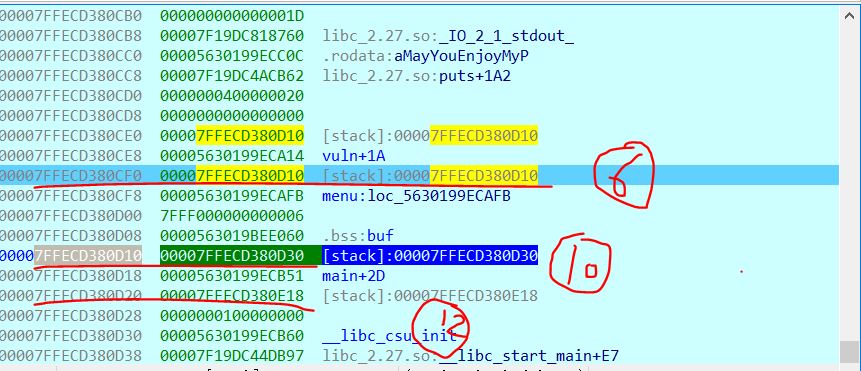 00007FFECD380CB0 000000000000001D
00007FFECD380CB8 00007F19DC818760 libc_2.27.so:_IO_2_1_stdout_
00007FFECD380CC0 00005630199ECC0C .rodata:aMayYouEnjoyMyP
00007FFECD380CC8 00007F19DC4ACB62 libc_2.27.so:puts+1A2
00007FFECD380CD0 0000000400000020
00007FFECD380CD8 0000000000000000
00007FFECD380CE0 00007FFECD380D10 [stack]:00007FFECD380D10
00007FFECD380CE8 00005630199ECA14 vuln+1A
00007FFECD380CF0 00007FFECD380D10 [stack]:00007FFECD380D10 6
00007FFECD380CF8 00005630199ECAFB menu:loc_5630199ECAFB
00007FFECD380D00 7FFF000000000006
00007FFECD380D08 0000563019BEE060 .bss:buf
00007FFECD380D10 00007FFECD380D30 [stack]:00007FFECD380D30 10
00007FFECD380D18 00005630199ECB51 main+2D
00007FFECD380D20 00007FFECD380E18 [stack]:00007FFECD380E18
00007FFECD380D28 0000000100000000 12
00007FFECD380D30 00005630199ECB60 __libc_csu_init
00007FFECD380D38 00007F19DC44DB97 libc_2.27.so:__libc_start_main+E7